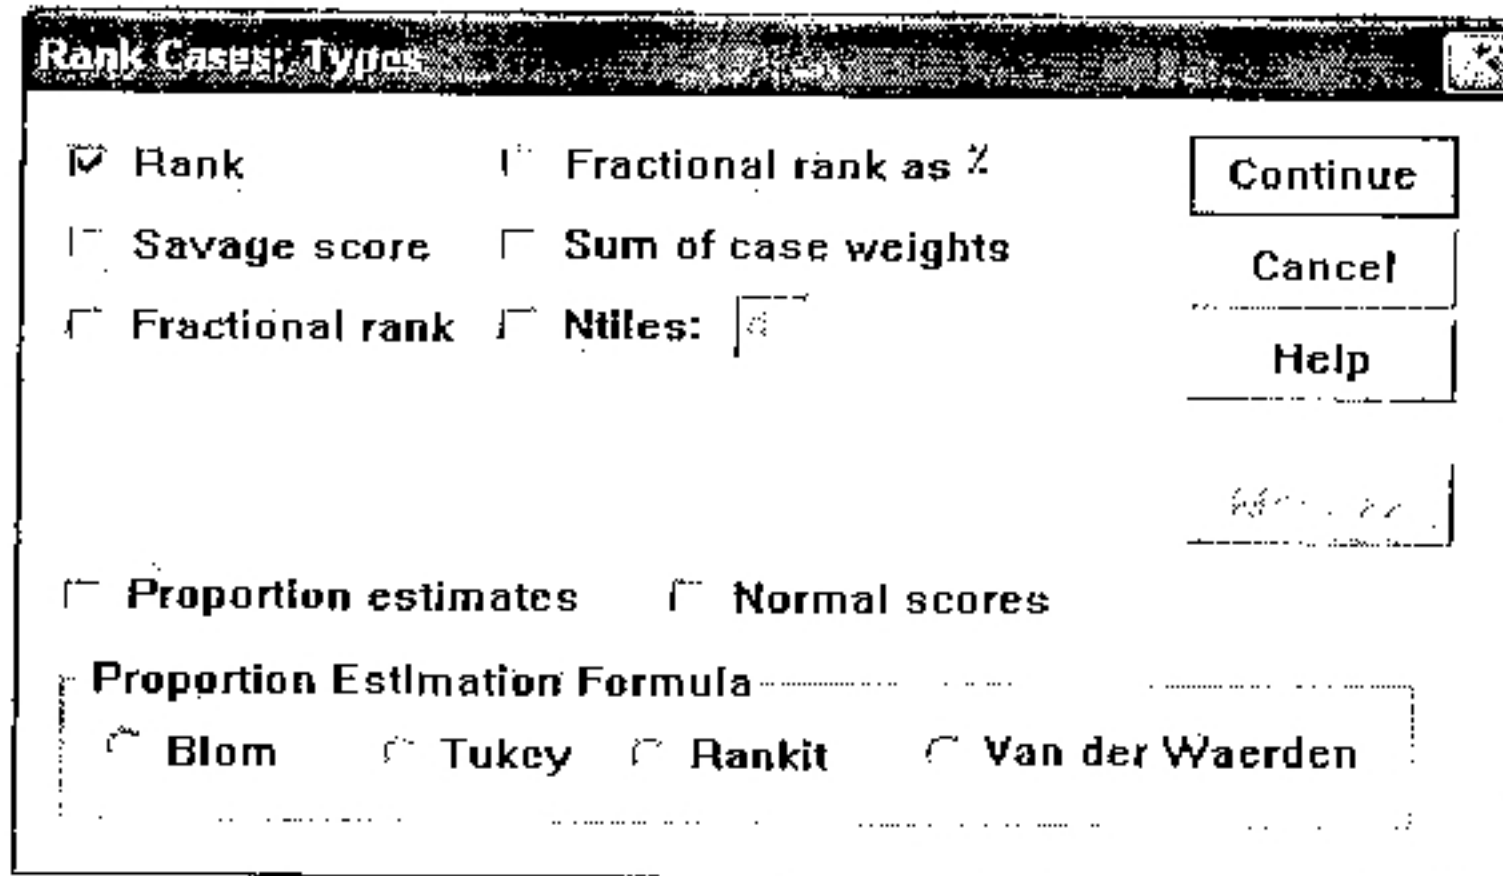 Rank Cases: Types
Rank Fractional rank as % Continue
Savage score Sum of case weights Cancel
Fractional rank Ntiles: Help
Proportion estimates Normal scores
Proportion Estimation Formula
Blom Tukey Rankit Van der Waerden